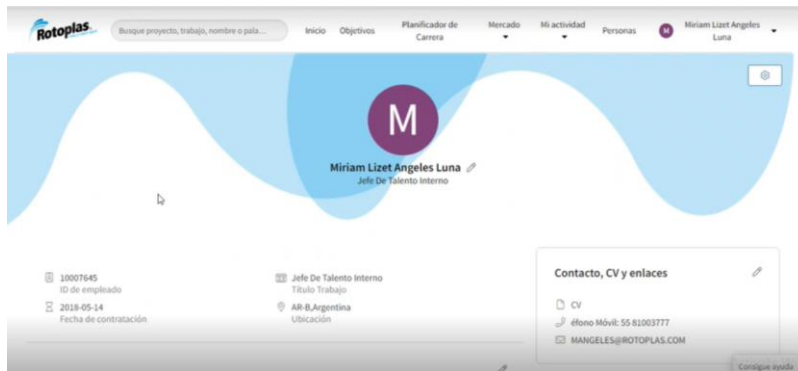 Rotoplas
Busque proyecto, trabajo, nombre o pala...
Inicio
Objetivos
Planificador de
Carrera
Mercado
Mi actividad
Personas
M
Miriam Lizet Angeles
Luna
M
Miriam Lizet Angeles Luna
Jefe De Talento Interno
10007645
ID de empleado
2018-05-14
Fecha de contratación
Jefe De Talento Interno
Título Trabajo
AR-B,Argentina
Ubicación
Contacto, CV y enlaces
CV
éfono Móvil: 55 81003777
MANGELES@ROTOPLAS.COM
Consigue ayuda